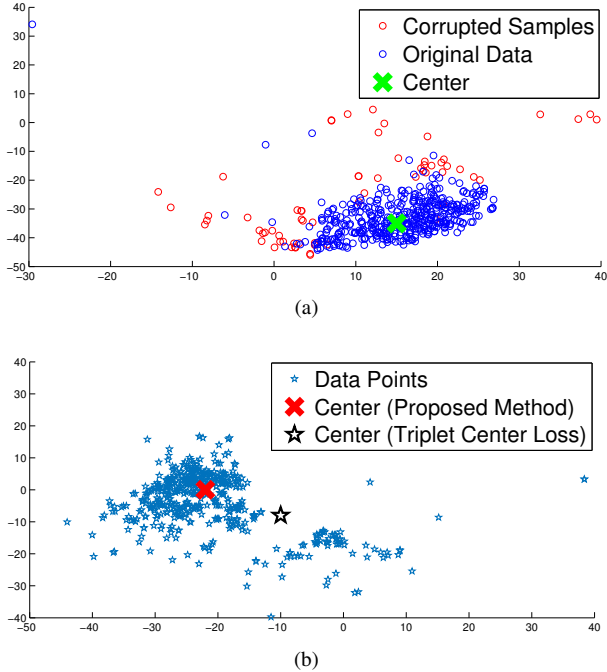 40
30
20
10
0
−10
−20
−30
−40
−50
−30 −20 −10 0 10 20 30 40
Corrupted Samples
Original Data
Center
(a)
40
30
20
10
0
−10
−20
−30
−40
−50 −40 −30 −20 −10 0 10 20 30 40
Data Points
Center (Proposed Method)
Center (Triplet Center Loss)
(b)